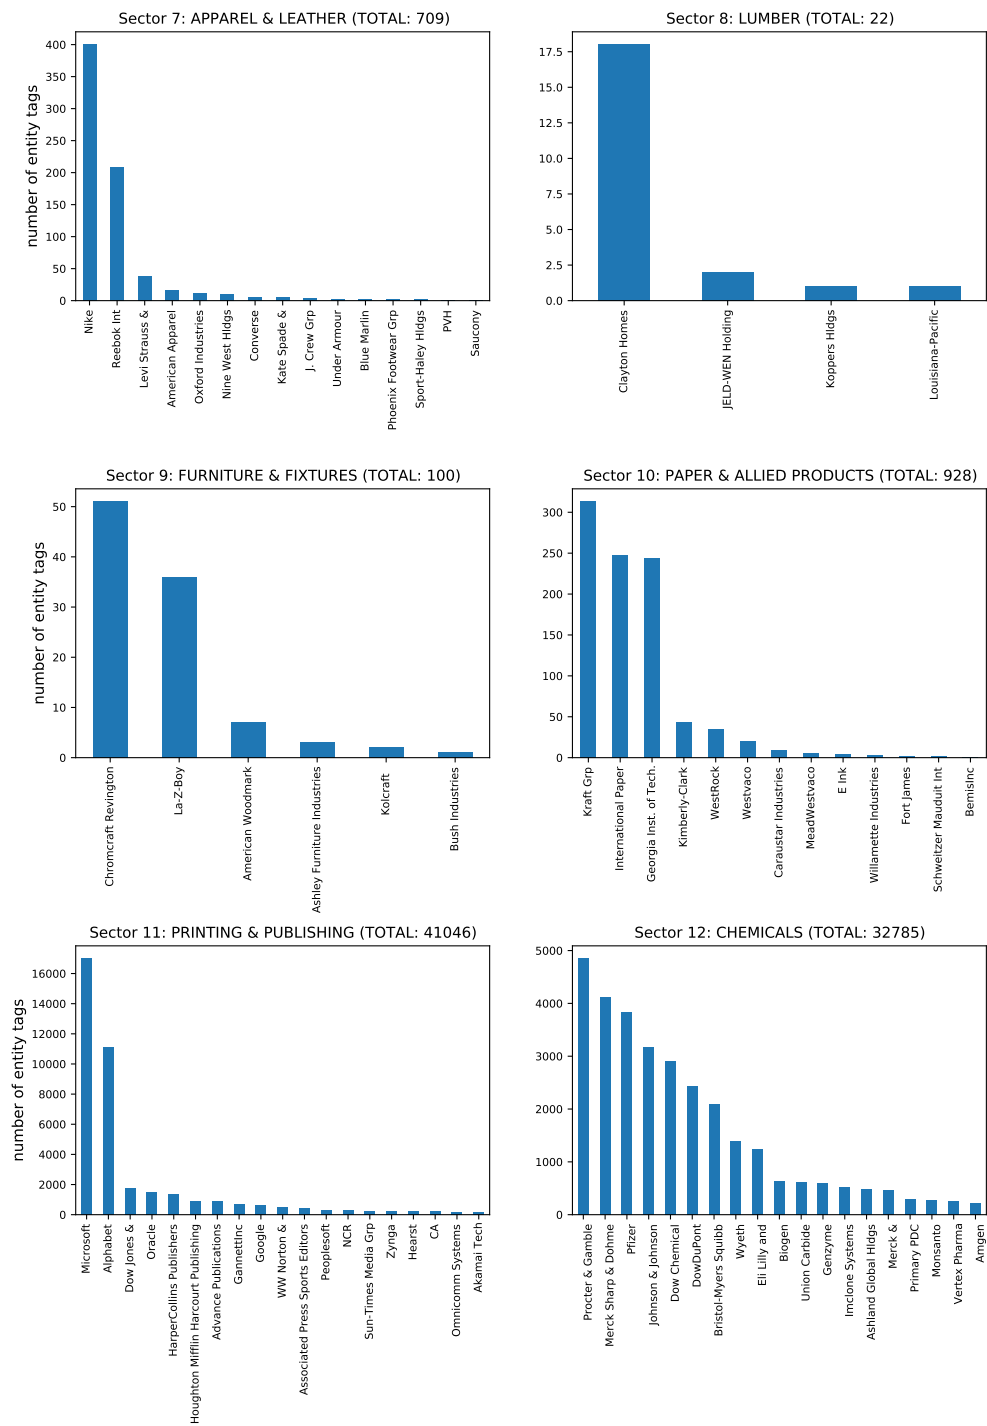 Sector 7: APPAREL & LEATHER (TOTAL: 709)
number of entity tags
400
350
300
250
200
150
100
50
0
Nike
Reebok Int
Levi Strauss &
American Apparel
Oxford Industries
Nine West Hldgs
Converse
Kate Spade &
J. Crew Grp
Under Armour
Blue Marlin
Phoenix Footwear Grp
Sport-Haley Hldgs
PVH
Saucony
Sector 8: LUMBER (TOTAL: 22)
17.5
15.0
12.5
10.0
7.5
5.0
2.5
0.0
Clayton Homes
JELD-WEN Holding
Koppers Hldgs
Louisiana-Pacific
Sector 9: FURNITURE & FIXTURES (TOTAL: 100)
number of entity tags
50
40
30
20
10
0
Chromcraft Revington
La-Z-Boy
American Woodmark
Ashley Furniture Industries
Kolcraft
Bush Industries
Sector 10: PAPER & ALLIED PRODUCTS (TOTAL: 928)
300
250
200
150
100
50
0
Kraft Grp
International Paper
Georgia Inst. of Tech.
Kimberly-Clark
WestRock
Westvaco
Caraustar Industries
MeadWestvaco
E Ink
Willamette Industries
Fort James
Schweitzer Mauduit Int
BemisInc
Sector 11: PRINTING & PUBLISHING (TOTAL: 41046)
number of entity tags
16000
14000
12000
10000
8000
6000
4000
2000
0
Microsoft
Alphabet
Dow Jones &
Oracle
HarperCollins Publishers
Houghton Mifflin Harcourt Publishing
Advance Publications
GannettInc
Google
WW Norton &
Associated Press Sports Editors
Peoplesoft
NCR
Sun-Times Media Grp
Zynga
Hearst
CA
Omnicomm Systems
Akamai Tech
Sector 12: CHEMICALS (TOTAL: 32785)
5000
4000
3000
2000
1000
0
Procter & Gamble
Merck Sharp & Dohme
Pfizer
Johnson & Johnson
Dow Chemical
DowDuPont
Bristol-Myers Squibb
Wyeth
Eli Lilly and
Biogen
Union Carbide
Genzyme
Imclone Systems
Ashland Global Hldgs
Merck &
Primary PDC
Monsanto
Vertex Pharma
Amgen